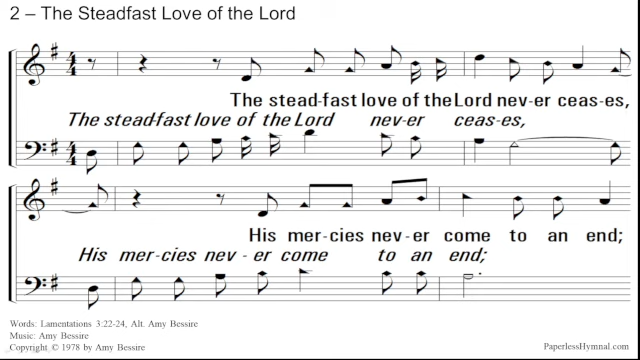 2 – The Steadfast Love of the Lord
The stead-fast love of the Lord nev-er ceas-es,
The stead-fast love of the Lord nev-er ceas-es,
His mer-cies nev-er come to an end;
His mer-cies nev - er come to an end;
Words: Lamentations 3:22-24, Alt. Amy Bessire
Music: Amy Bessire
Copyright © 1978 by Amy Bessire
PaperlessHymnal.com